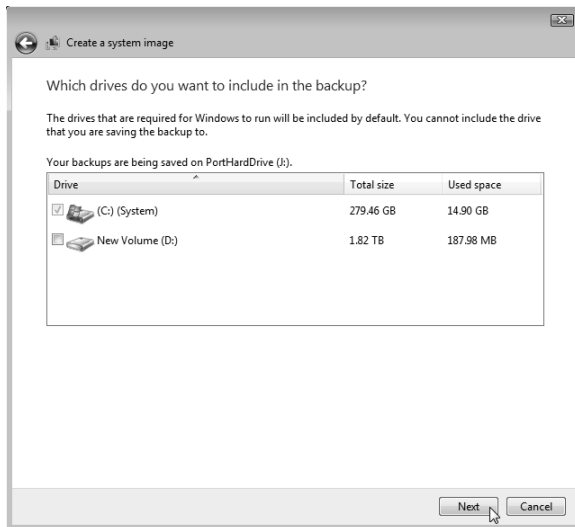 Create a system image
Which drives do you want to include in the backup?
The drives that are required for Windows to run will be included by default. You cannot include the drive
that you are saving the backup to.
Your backups are being saved on PortHardDrive (J:).
Drive Total size Used space
(C:) (System) 279.46 GB 14.90 GB
New Volume (D:) 1.82 TB 187.98 MB
Next Cancel